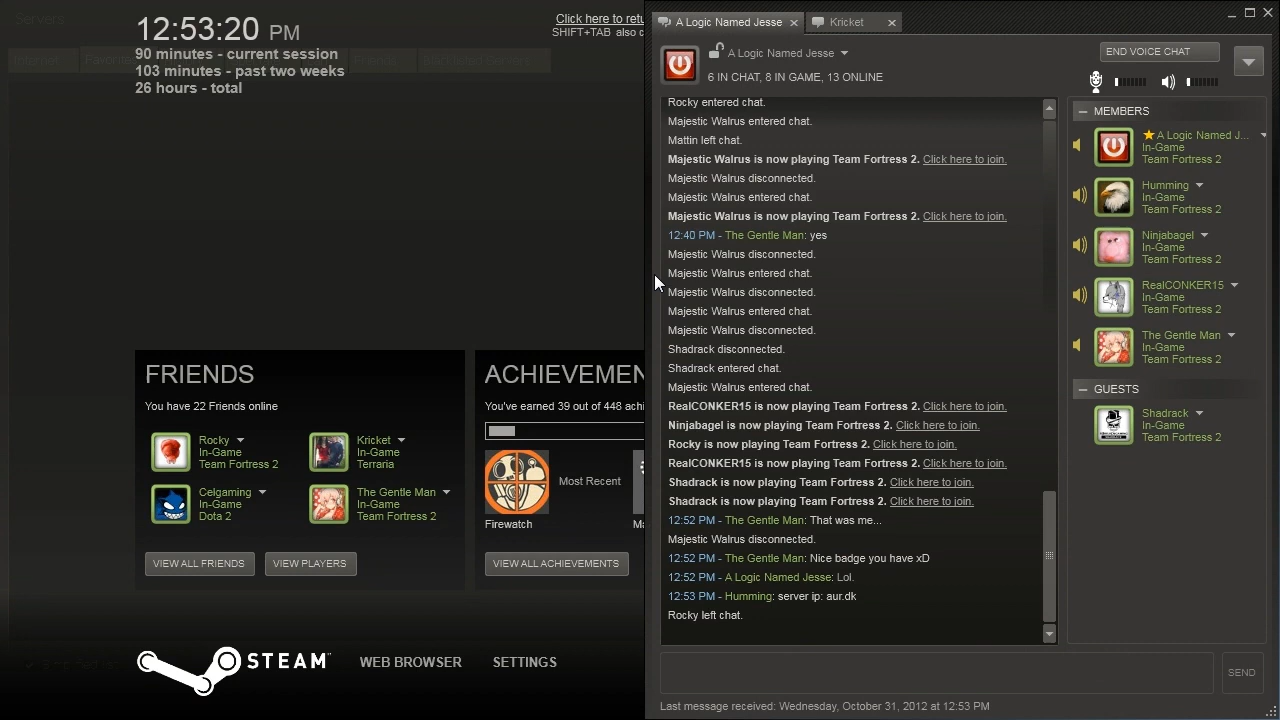 Servers
12:53:20 PM
90 minutes - current session
103 minutes - past two weeks
26 hours - total
Click here to retu
SHIFT+TAB also c
Internet
Favorite
Friends
FRIENDS
You have 22 Friends online
Rocky
In-Game
Team Fortress 2
Kricket
In-Game
Terraria
Celgaming
In-Game
Dota 2
The Gentle Man
In-Game
Team Fortress 2
VIEW ALL FRIENDS
VIEW PLAYERS
ACHIEVEMEN
You've earned 39 out of 448 achi
Most Recent
Firewatch
Ma
VIEW ALL ACHIEVEMENTS
STEAM™
WEB BROWSER
SETTINGS
A Logic Named Jesse
Kricket
A Logic Named Jesse
6 IN CHAT, 8 IN GAME, 13 ONLINE
END VOICE CHAT
Rocky entered chat.
Majestic Walrus entered chat.
Mattin left chat.
Majestic Walrus is now playing Team Fortress 2. Click here to join.
Majestic Walrus disconnected.
Majestic Walrus entered chat.
Majestic Walrus is now playing Team Fortress 2. Click here to join.
12:40 PM - The Gentle Man: yes
Majestic Walrus disconnected.
Majestic Walrus entered chat.
Majestic Walrus disconnected.
Majestic Walrus entered chat.
Majestic Walrus disconnected.
Shadrack disconnected.
Shadrack entered chat.
Majestic Walrus entered chat.
RealCONKER15 is now playing Team Fortress 2. Click here to join.
Ninjabagel is now playing Team Fortress 2. Click here to join.
Rocky is now playing Team Fortress 2. Click here to join.
RealCONKER15 is now playing Team Fortress 2. Click here to join.
Shadrack is now playing Team Fortress 2. Click here to join.
Shadrack is now playing Team Fortress 2. Click here to join.
12:52 PM - The Gentle Man: That was me...
Majestic Walrus disconnected.
12:52 PM - The Gentle Man: Nice badge you have xD
12:52 PM - A Logic Named Jesse: Lol.
12:53 PM - Humming: server ip: aur.dk
Rocky left chat.
MEMBERS
A Logic Named J...
In-Game
Team Fortress 2
Humming
In-Game
Team Fortress 2
Ninjabagel
In-Game
Team Fortress 2
RealCONKER15
In-Game
Team Fortress 2
The Gentle Man
In-Game
Team Fortress 2
GUESTS
Shadrack
In-Game
Team Fortress 2
SEND
Last message received: Wednesday, October 31, 2012 at 12:53 PM